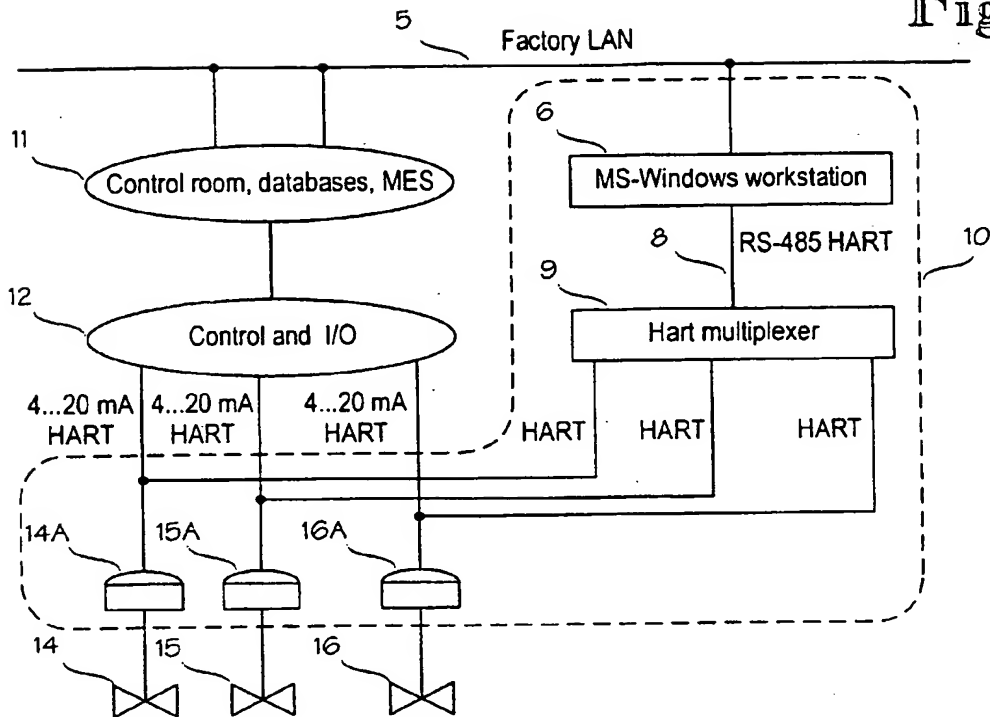 Fig
5
Factory LAN
11
6
Control room, databases, MES
MS-Windows workstation
8
RS-485 HART
10
12
9
Control and I/O
Hart multiplexer
4...20 mA
HART
4...20 mA
HART
4...20 mA
HART
HART
HART
HART
14A
15A
16A
14
15
16